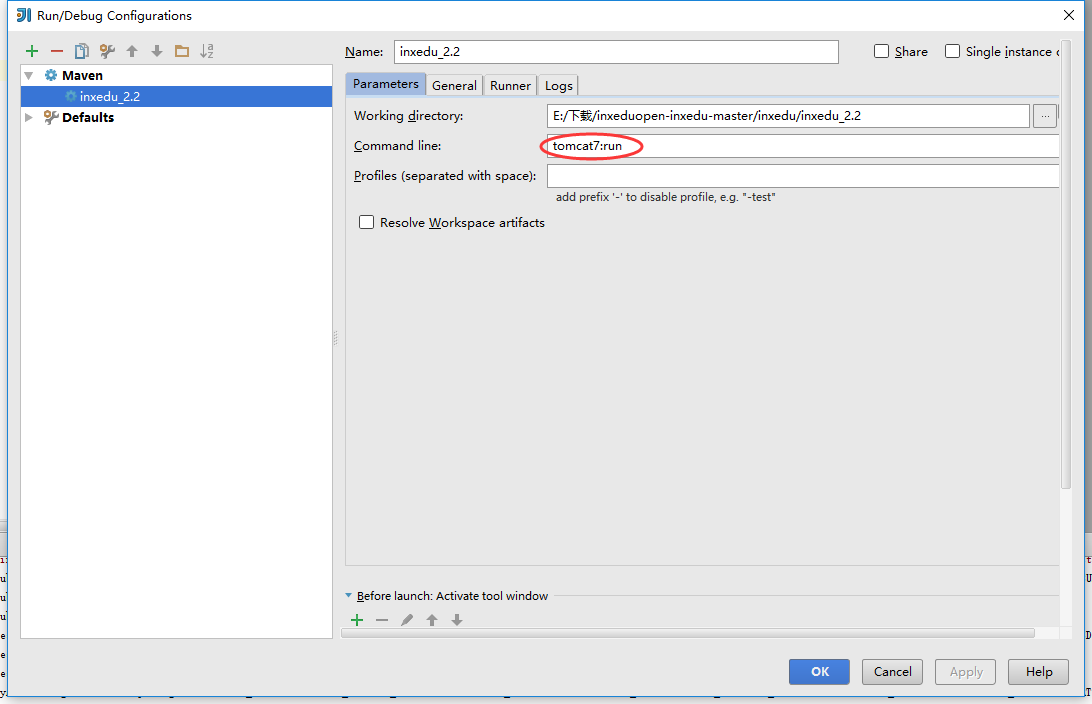 Run/Debug Configurations
Name: inxedu_2.2 Share Single instance
Maven
inxedu_2.2
Defaults
Parameters General Runner Logs
Working directory: E:/下载/inxeduopen-inxedu-master/inxedu/inxedu_2.2 ...
Command line: tomcat7:run
Profiles (separated with space):
add prefix '-' to disable profile, e.g. "-test"
Resolve Workspace artifacts
Before launch: Activate tool window
OK Cancel Apply Help